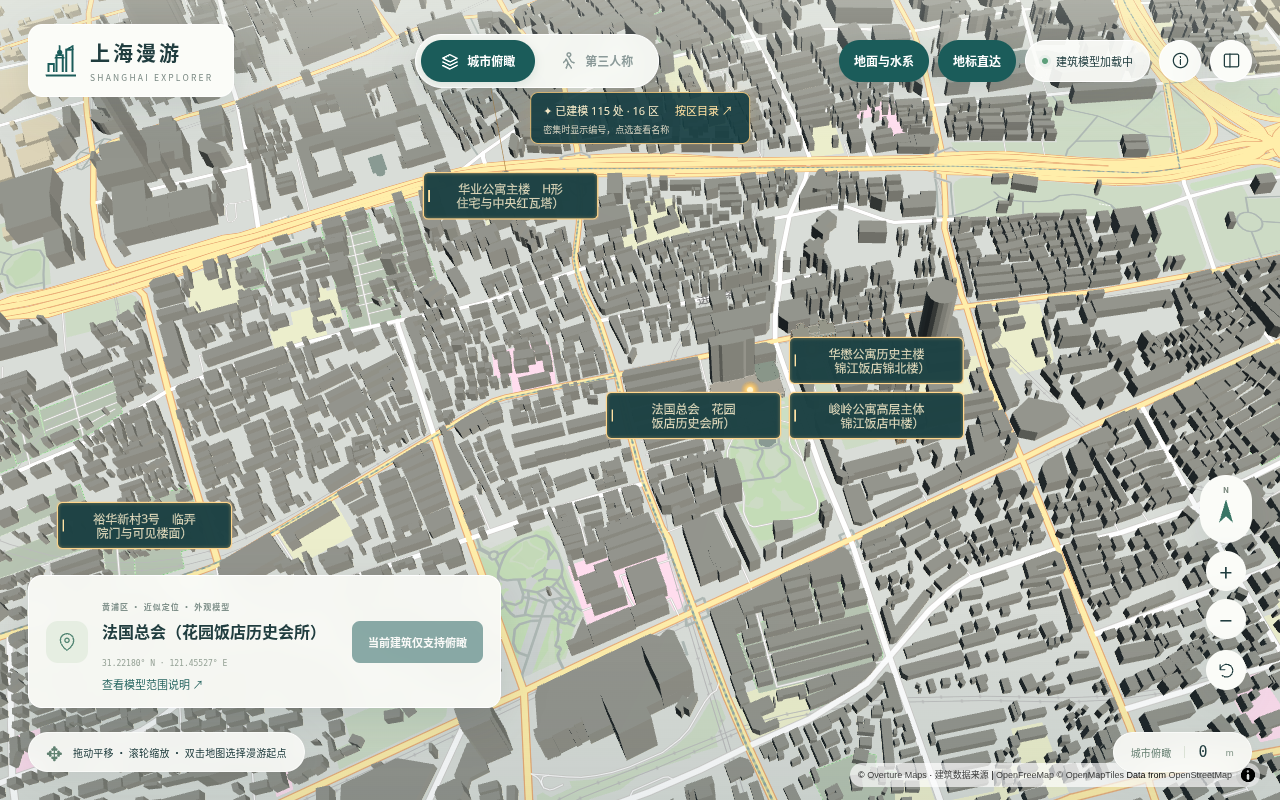 上海漫游
SHANGHAI EXPLORER
城市俯瞰
第三人称
地面与水系
地标直达
建筑模型加载中
✦ 已建模 115 处 · 16 区 按区目录 ↗
密集时显示编号，点选查看名称
华业公寓主楼 H形
住宅与中央红瓦塔）
华懋公寓历史主楼
锦江饭店锦北楼）
法国总会 花园
饭店历史会所）
峻岭公寓高层主体
锦江饭店中楼）
裕华新村3号 临弄
院门与可见楼面）
N
黄浦区 · 近似定位 · 外观模型
法国总会（花园饭店历史会所）
31.22180° N · 121.45527° E
查看模型范围说明 ↗
当前建筑仅支持俯瞰
拖动平移 · 滚轮缩放 · 双击地图选择漫游起点
城市俯瞰 0 m
© Overture Maps · 建筑数据来源 | OpenFreeMap © OpenMapTiles Data from OpenStreetMap